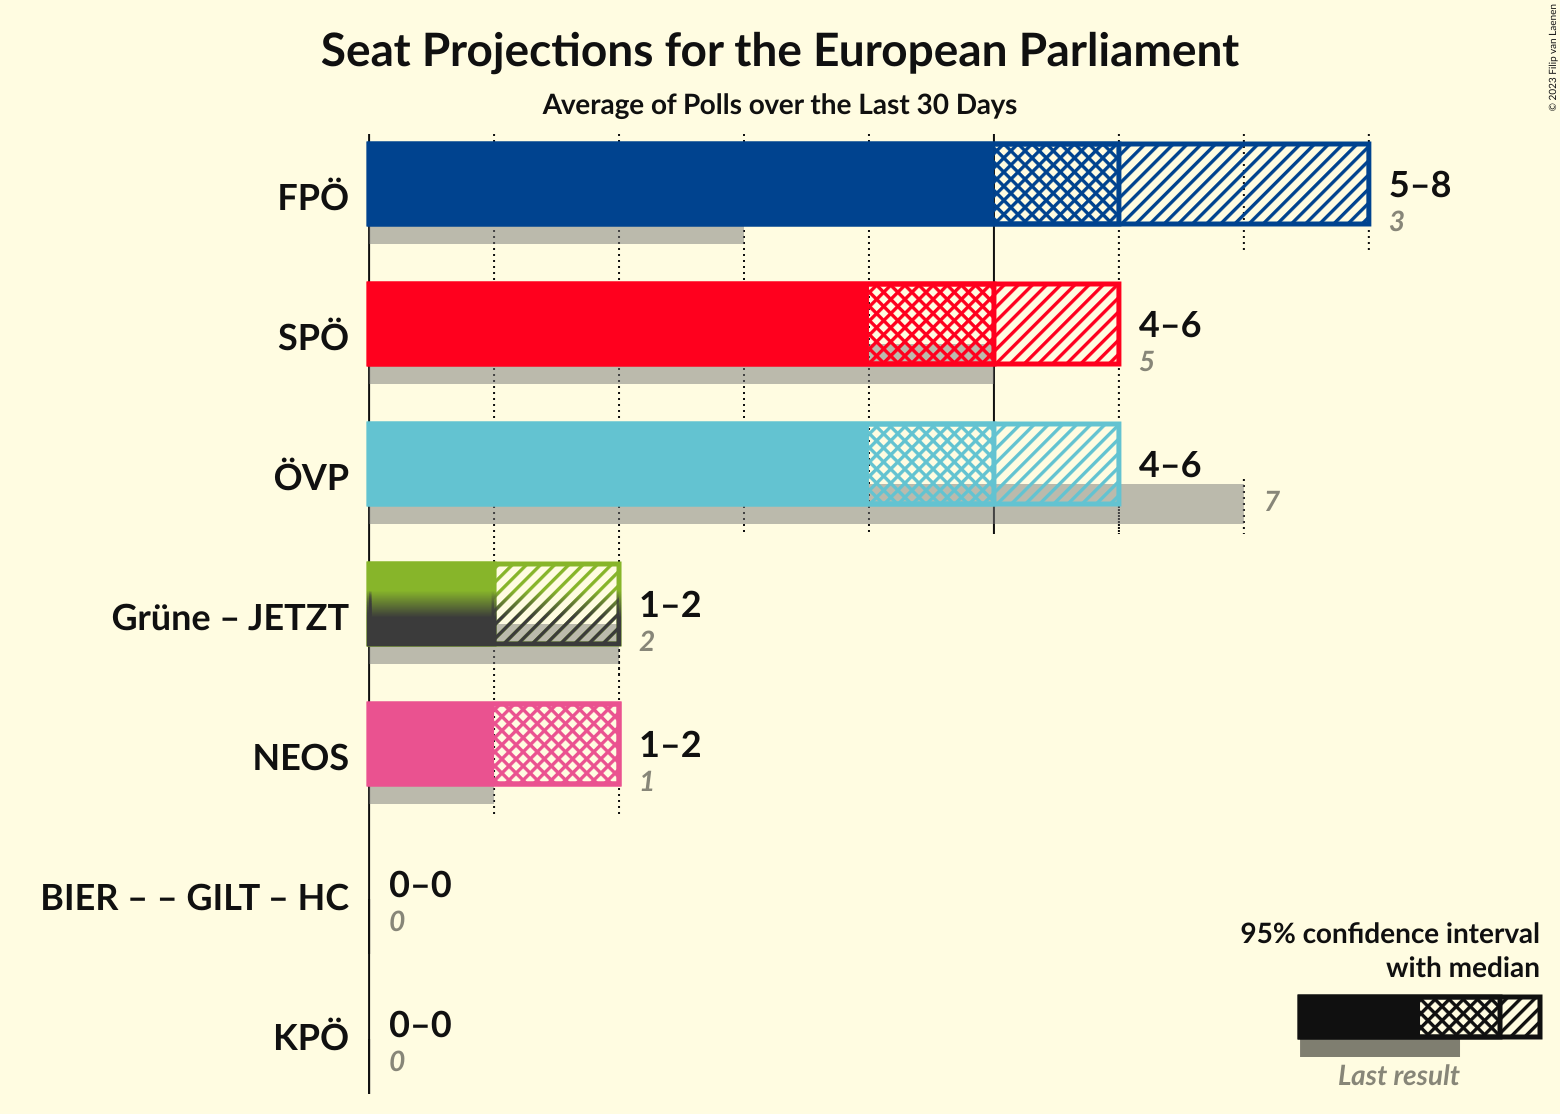 Seat Projections for the European Parliament
Average of Polls over the Last 30 Days
© 2023 Filip van Laenen
FPÖ
5–8
3
SPÖ
4–6
5
ÖVP
4–6
7
Grüne – JETZT
1–2
2
NEOS
1–2
1
BIER – – GILT – HC
0–0
0
KPÖ
0–0
0
95% confidence interval
with median
Last result